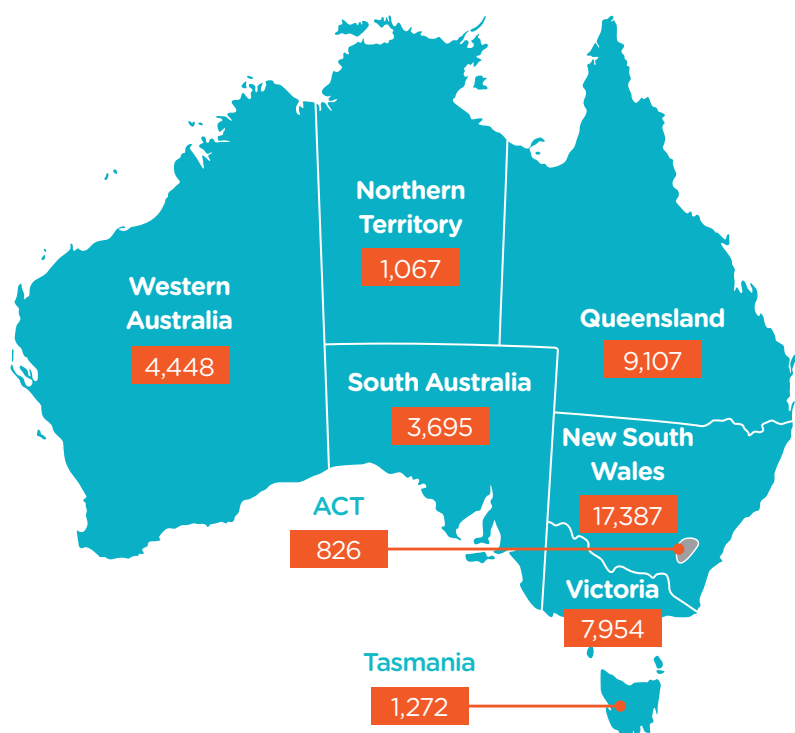 Northern
Territory
1,067
Western
Australia
4,448
Queensland
9,107
South Australia
3,695
New South
Wales
17,387
ACT
826
Victoria
7,954
Tasmania
1,272